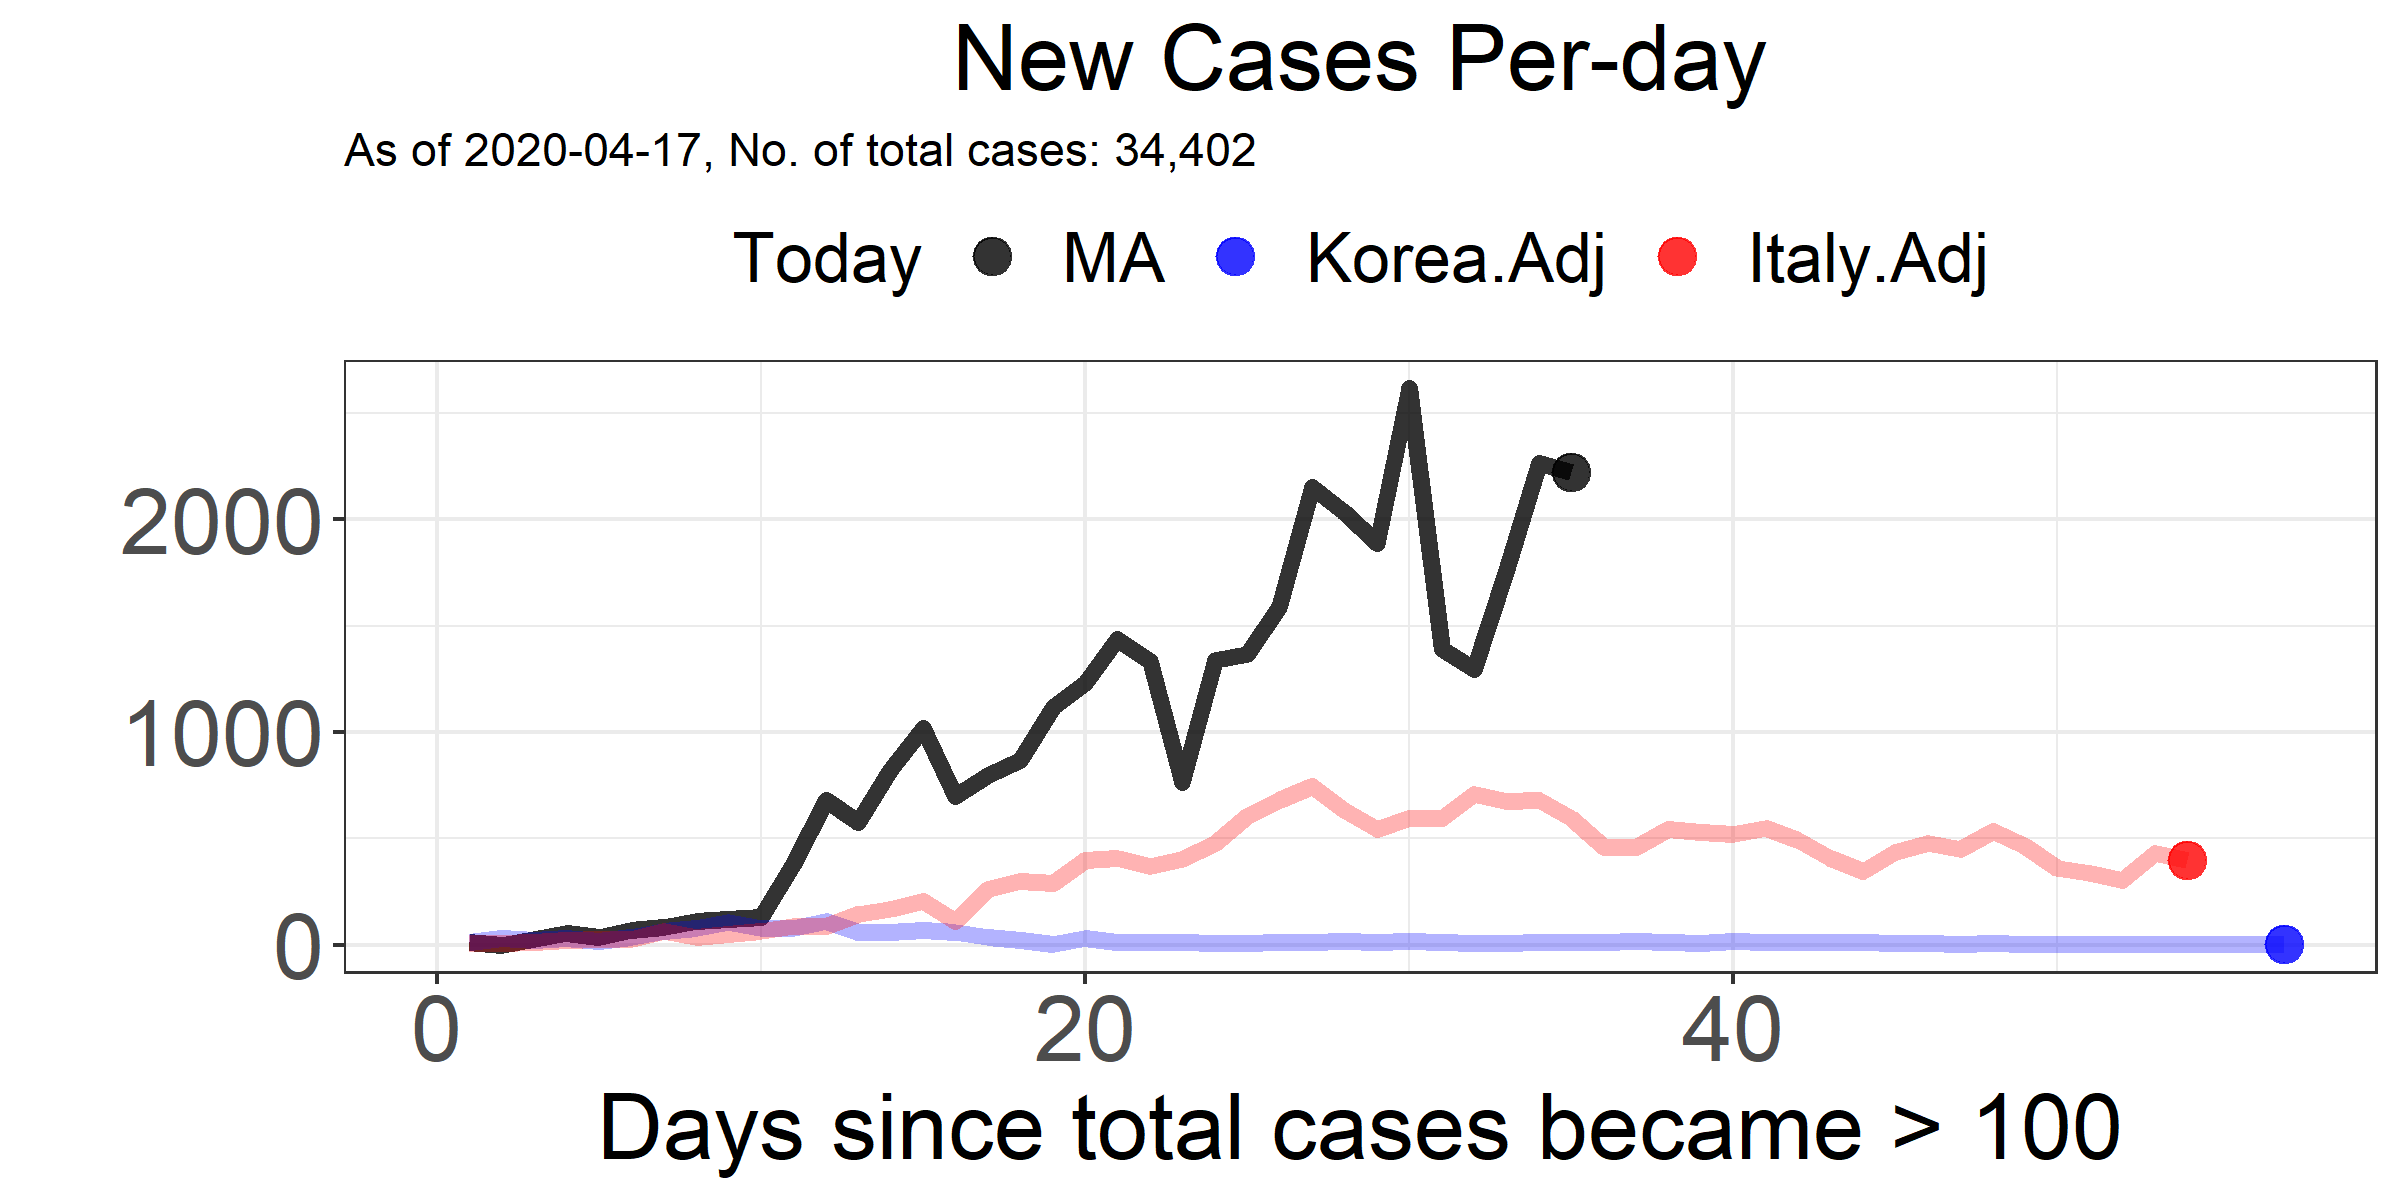 New Cases Per-day
As of 2020-04-17, No. of total cases: 34,402
Today MA Korea.Adj Italy.Adj
2000
1000
0
0 20 40
Days since total cases became > 100